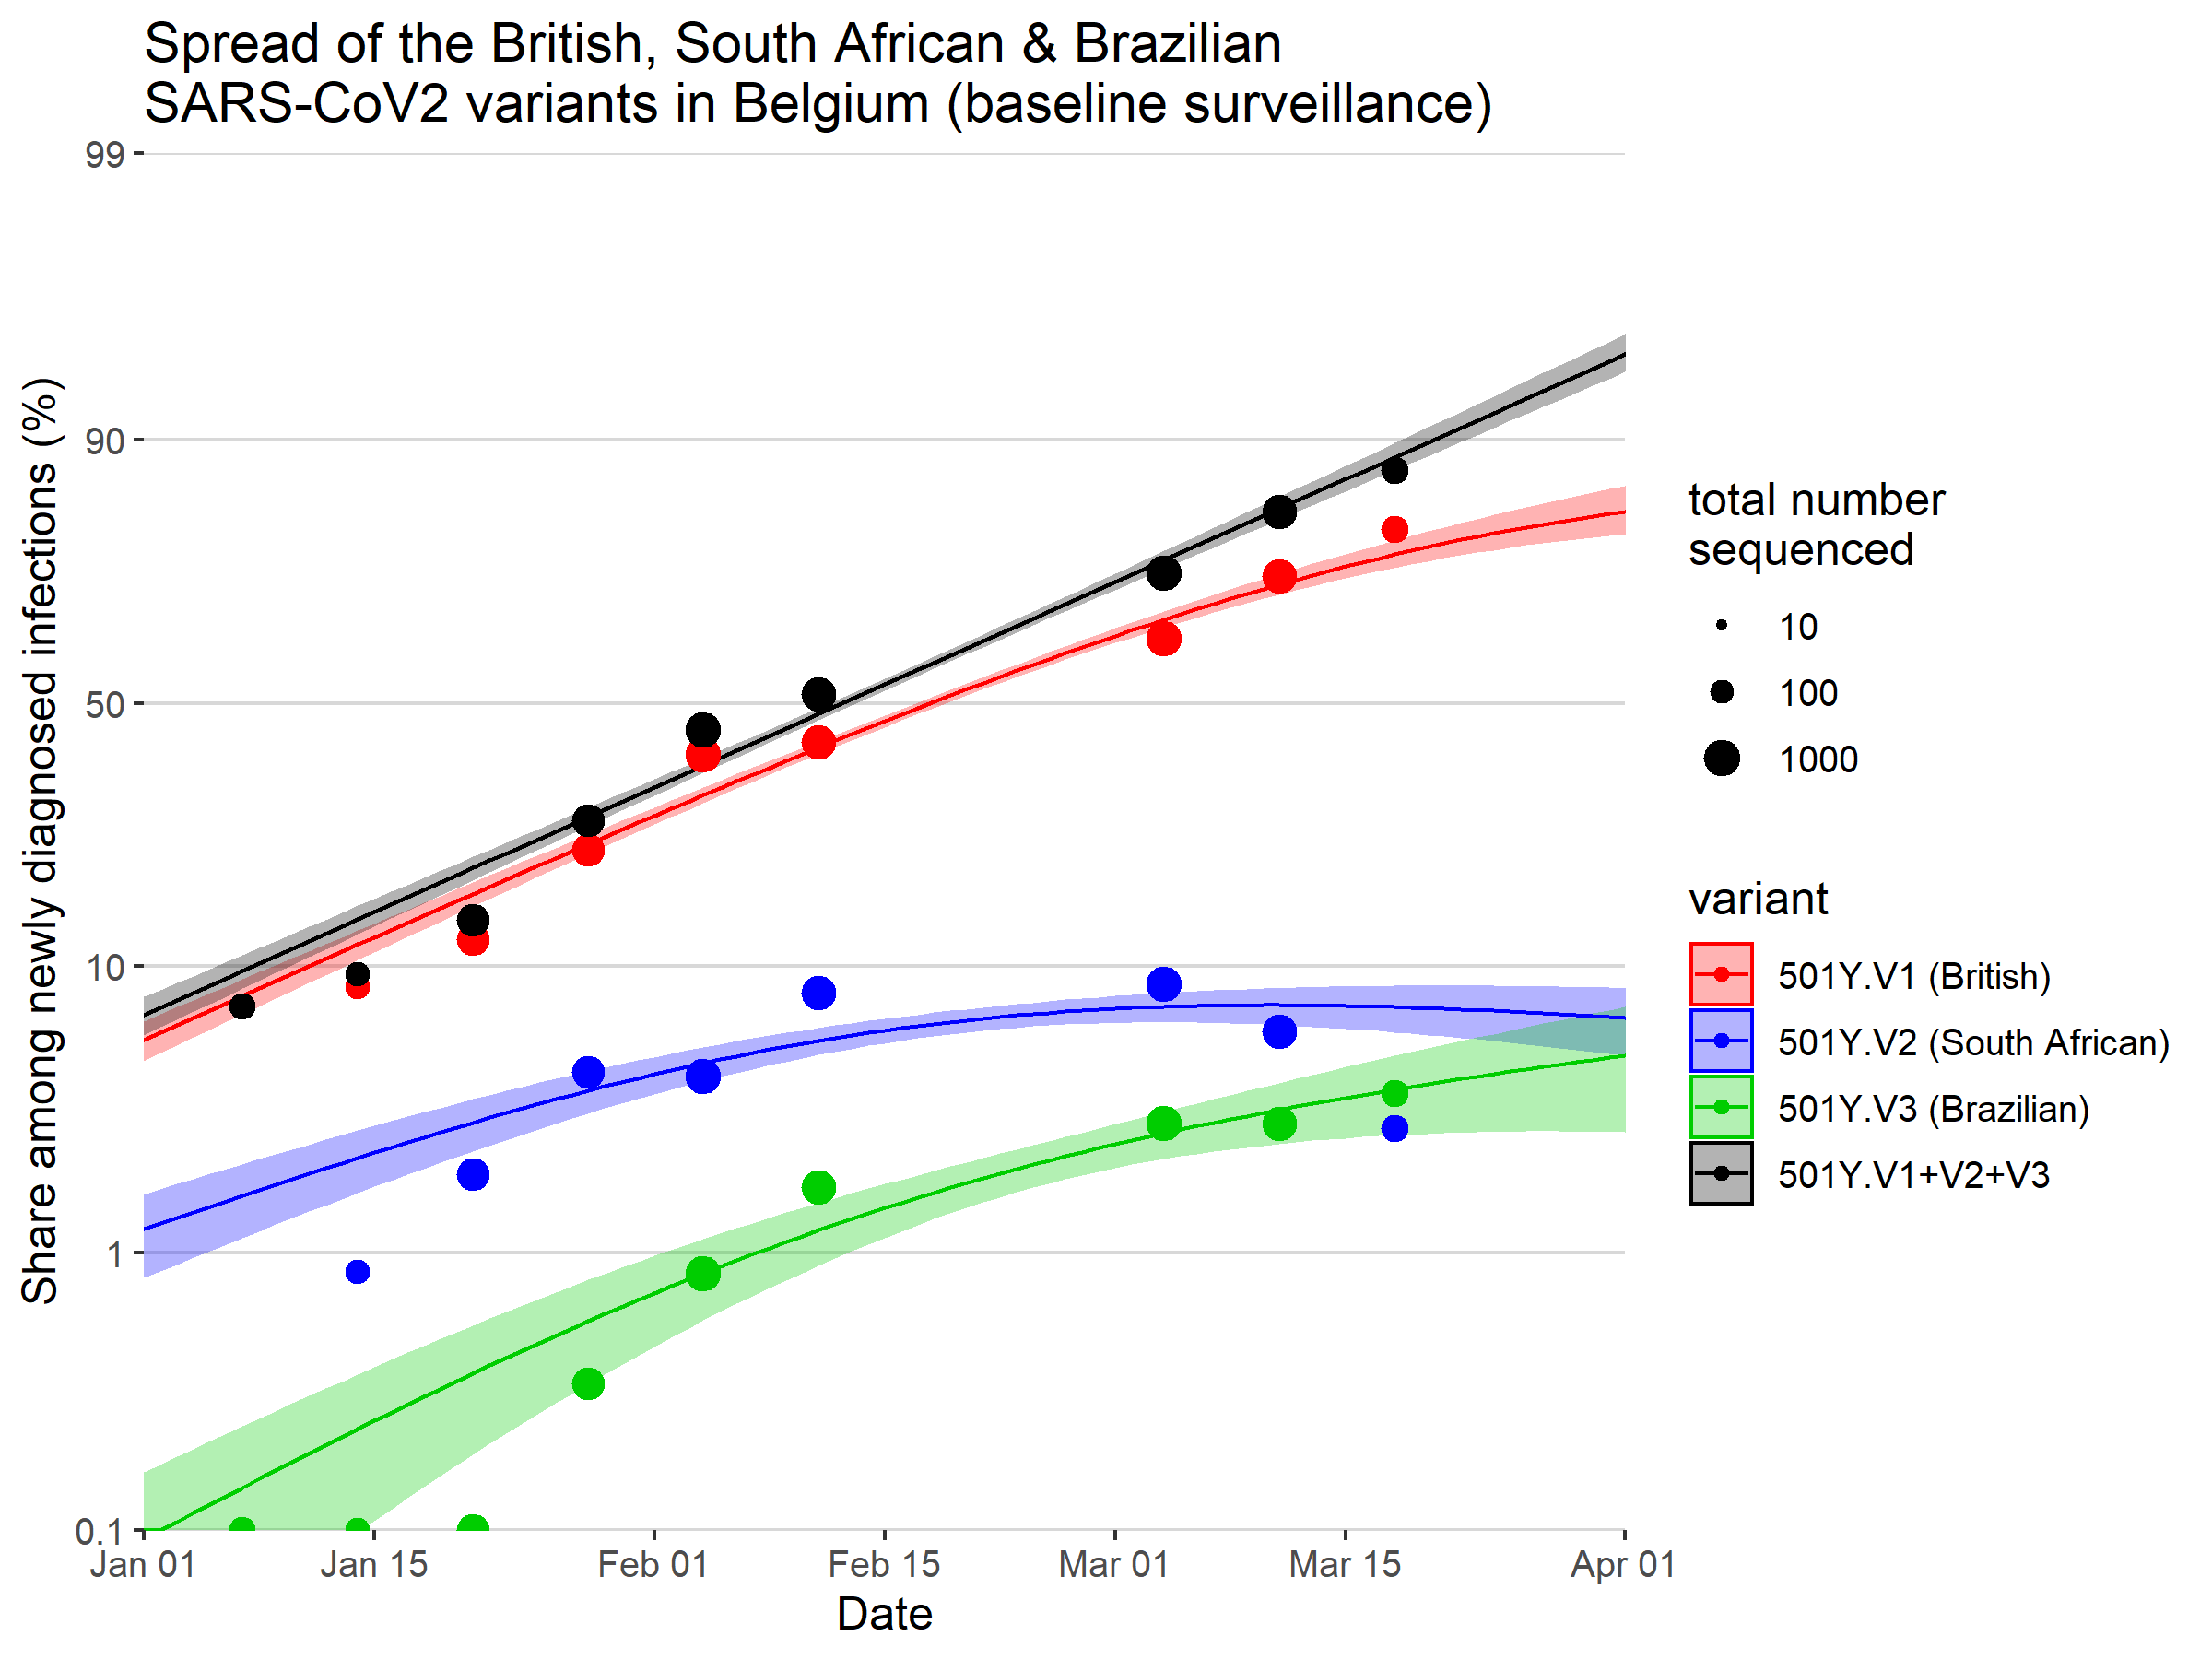 Spread of the British, South African & Brazilian
SARS-CoV2 variants in Belgium (baseline surveillance)
Share among newly diagnosed infections (%)
99
90
50
10
1
0.1
Jan 01
Jan 15
Feb 01
Feb 15
Mar 01
Mar 15
Apr 01
Date
total number
sequenced
10
100
1000
variant
501Y.V1 (British)
501Y.V2 (South African)
501Y.V3 (Brazilian)
501Y.V1+V2+V3